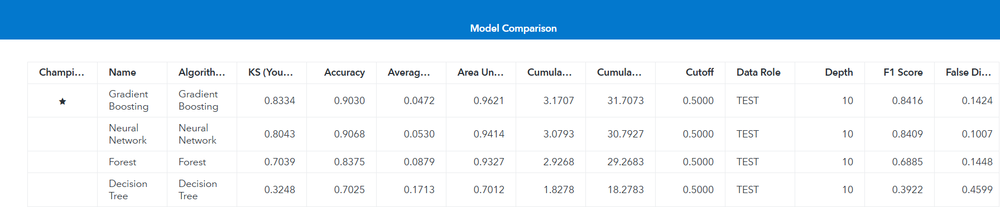 Model Comparison
Champi... Name Algorith... KS (You... Accuracy Averag... Area Un... Cumula... Cumula... Cutoff Data Role Depth F1 Score False Di...
★ Gradient Boosting Gradient Boosting 0.8334 0.9030 0.0472 0.9621 3.1707 31.7073 0.5000 TEST 10 0.8416 0.1424
Neural Network Neural Network 0.8043 0.9068 0.0530 0.9414 3.0793 30.7927 0.5000 TEST 10 0.8409 0.1007
Forest Forest 0.7039 0.8375 0.0879 0.9327 2.9268 29.2683 0.5000 TEST 10 0.6885 0.1448
Decision Tree Decision Tree 0.3248 0.7025 0.1713 0.7012 1.8278 18.2783 0.5000 TEST 10 0.3922 0.4599